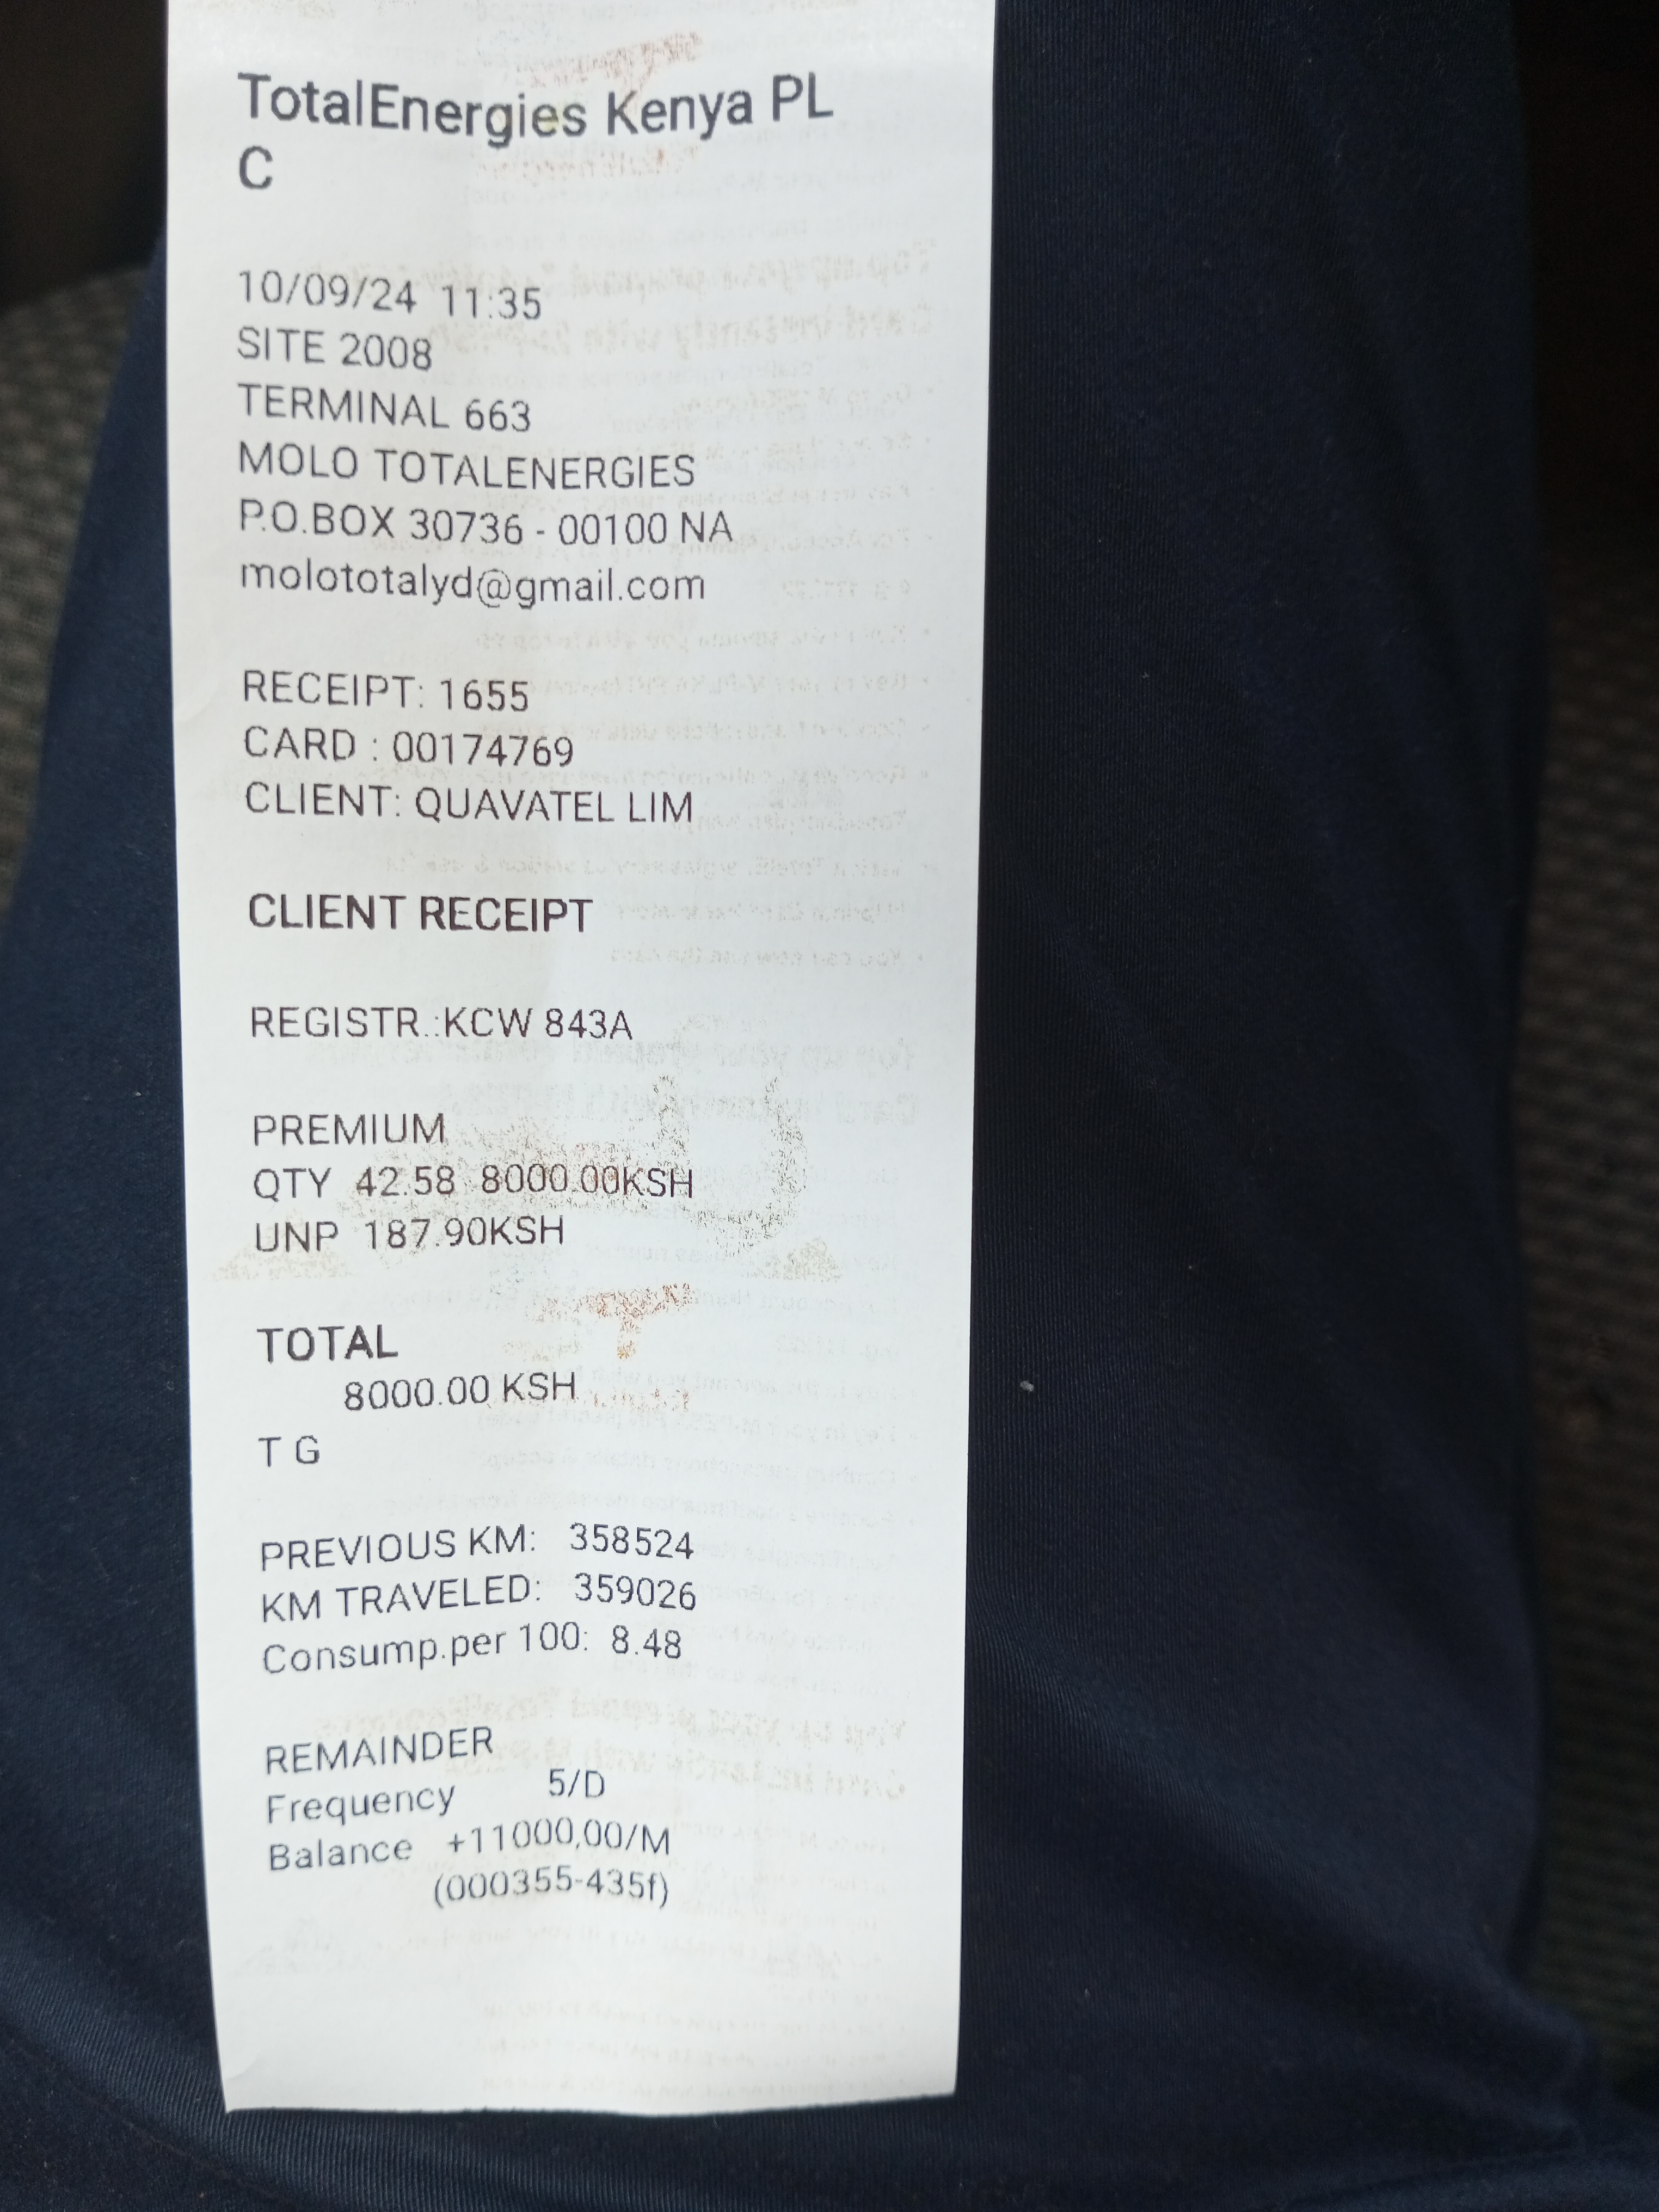 TotalEnergies Kenya PL
C
10/09/24 11:35
SITE 2008
TERMINAL 663
MOLO TOTALENERGIES
P.O.BOX 30736 - 00100 NA
molototalyd@gmail.com
RECEIPT: 1655
CARD : 00174769
CLIENT: QUAVATEL LIM
CLIENT RECEIPT
REGISTR.:KCW 843A
PREMIUM
QTY 42.58 8000.00KSH
UNP 187.90KSH
TOTAL
8000.00 KSH
T G
PREVIOUS KM: 358524
KM TRAVELED: 359026
Consump.per 100: 8.48
REMAINDER
Frequency 5/D
Balance +11000,00/M
(000355-435f)